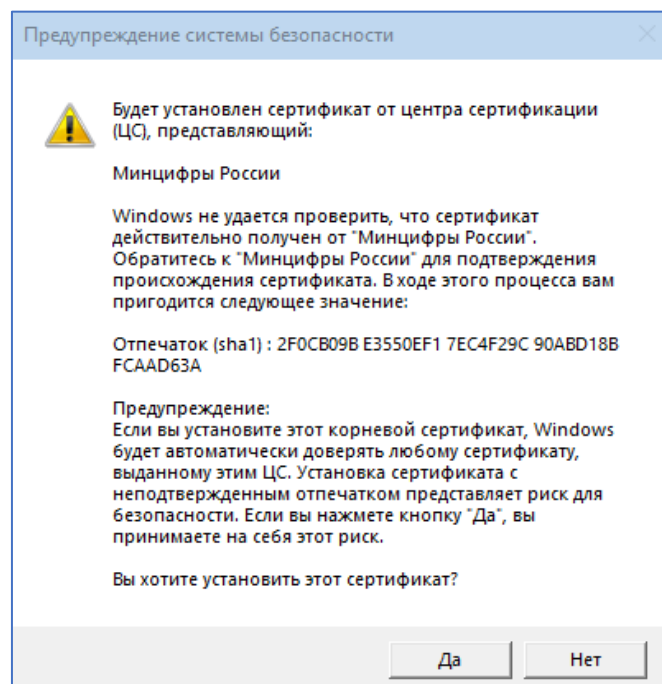 Предупреждение системы безопасности
Будет установлен сертификат от центра сертификации
(ЦС), представляющий:
Минцифры России
Windows не удается проверить, что сертификат
действительно получен от "Минцифры России".
Обратитесь к "Минцифры России" для подтверждения
происхождения сертификата. В ходе этого процесса вам
пригодится следующее значение:
Отпечаток (sha1) : 2F0CB09B E3550EF1 7EC4F29C 90ABD18B
FCAAD63A
Предупреждение:
Если вы установите этот корневой сертификат, Windows
будет автоматически доверять любому сертификату,
выданному этим ЦС. Установка сертификата с
неподтвержденным отпечатком представляет риск для
безопасности. Если вы нажмете кнопку "Да", вы
принимаете на себя этот риск.
Вы хотите установить этот сертификат?
Да
Нет